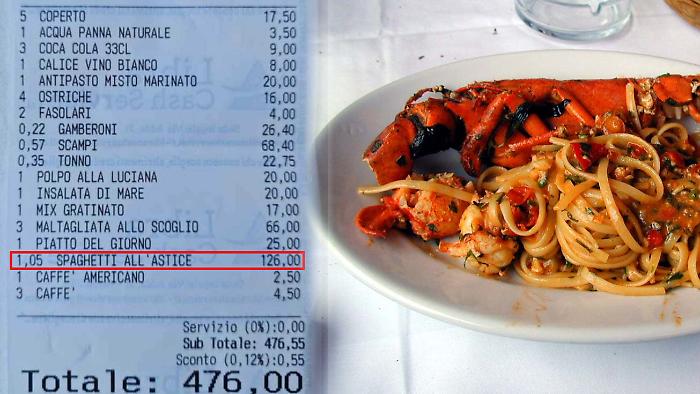 5 COPERTO 17,50
1 ACQUA PANNA NATURALE 3,50
3 COCA COLA 33CL 9,00
1 CALICE VINO BIANCO 8,00
1 ANTIPASTO MISTO MARINATO 20,00
4 OSTRICHE 16,00
2 FASOLARI 4,00
0,22 GAMBERONI 26,40
0,57 SCAMPI 68,40
0,35 TONNO 22,75
1 POLPO ALLA LUCIANA 20,00
1 INSALATA DI MARE 20,00
1 MIX GRATINATO 17,00
3 MALTAGLIATA ALLO SCOGLIO 66,00
1 PIATTO DEL GIORNO 25,00
1,05 SPAGHETTI ALL'ASTICE 126,00
1 CAFFE' AMERICANO 2,50
3 CAFFE' 4,50
Servizio (0%):0,00
Sub Totale: 476,55
Sconto (0,12%):0,55
Totale: 476,00